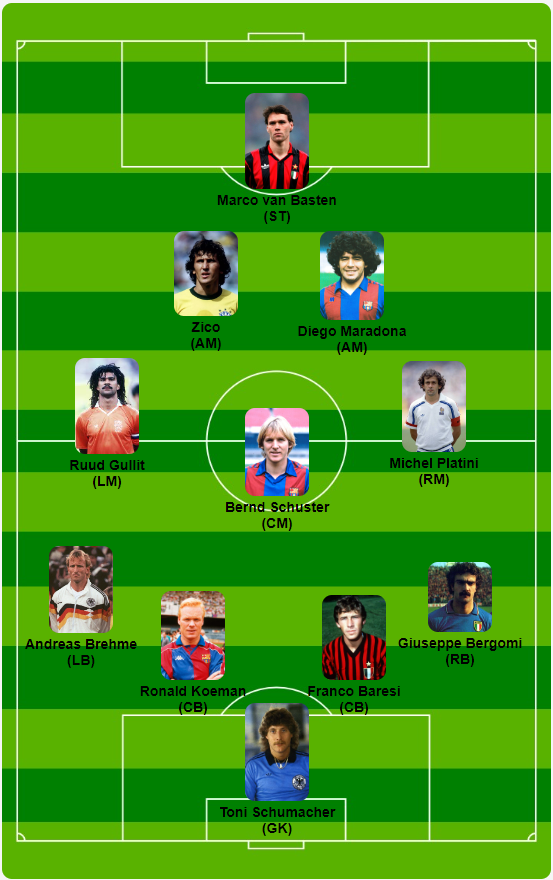 Marco van Basten
(ST)
Zico
(AM)
Diego Maradona
(AM)
Ruud Gullit
(LM)
Bernd Schuster
(CM)
Michel Platini
(RM)
Andreas Brehme
(LB)
Ronald Koeman
(CB)
Franco Baresi
(CB)
Giuseppe Bergomi
(RB)
Toni Schumacher
(GK)